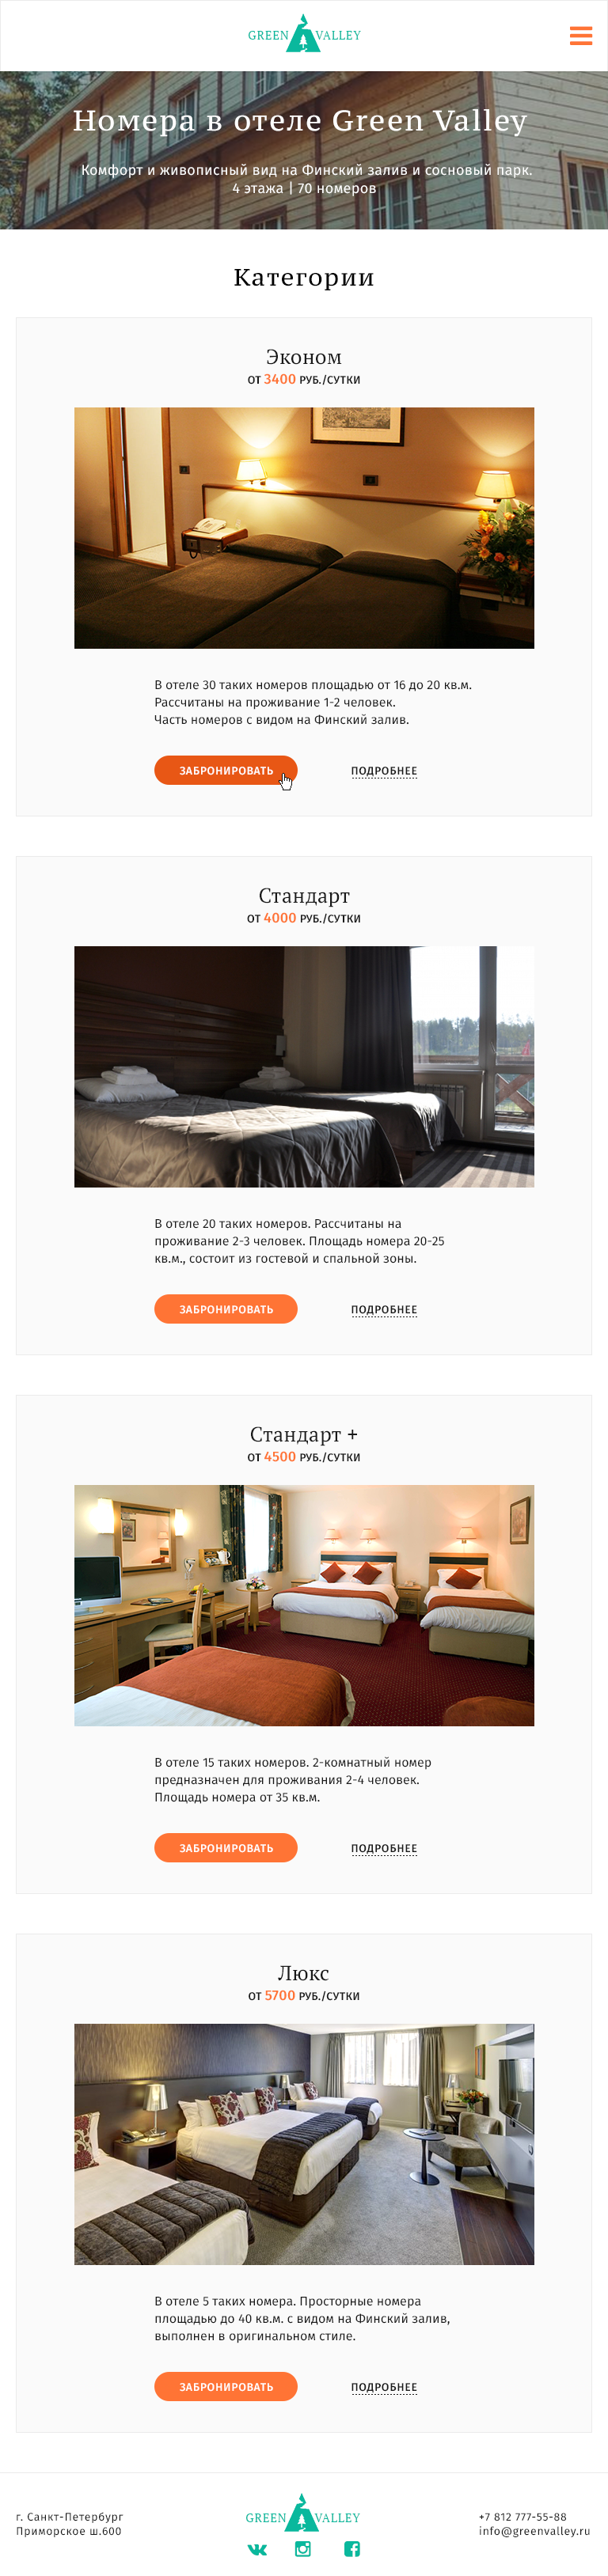 GREEN VALLEY
Номера в отеле Green Valley
Комфорт и живописный вид на Финский залив и сосновый парк.
4 этажа | 70 номеров
Категории
Эконом
ОТ 3400 РУБ./СУТКИ
В отеле 30 таких номеров площадью от 16 до 20 кв.м.
Рассчитаны на проживание 1-2 человек.
Часть номеров с видом на Финский залив.
ЗАБРОНИРОВАТЬ ПОДРОБНЕЕ
Стандарт
ОТ 4000 РУБ./СУТКИ
В отеле 20 таких номеров. Рассчитаны на
проживание 2-3 человек. Площадь номера 20-25
кв.м., состоит из гостевой и спальной зоны.
ЗАБРОНИРОВАТЬ ПОДРОБНЕЕ
Стандарт +
ОТ 4500 РУБ./СУТКИ
В отеле 15 таких номеров. 2-комнатный номер
предназначен для проживания 2-4 человек.
Площадь номера от 35 кв.м.
ЗАБРОНИРОВАТЬ ПОДРОБНЕЕ
Люкс
ОТ 5700 РУБ./СУТКИ
В отеле 5 таких номера. Просторные номера
площадью до 40 кв.м. с видом на Финский залив,
выполнен в оригинальном стиле.
ЗАБРОНИРОВАТЬ ПОДРОБНЕЕ
г. Санкт-Петербург
Приморское ш.600
GREEN VALLEY
+7 812 777-55-88
info@greenvalley.ru